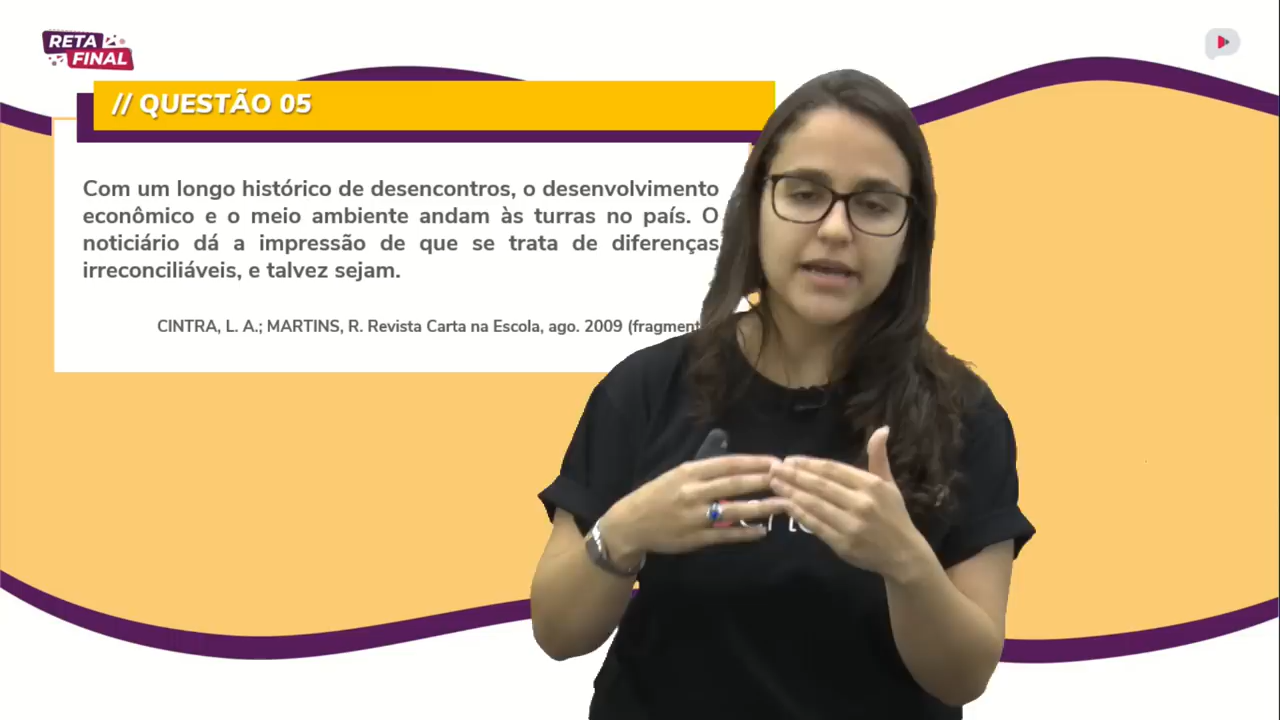 RETA
FINAL
// QUESTÃO 05
Com um longo histórico de desencontros, o desenvolvimento
econômico e o meio ambiente andam às turras no país. O
noticiário dá a impressão de que se trata de diferenças
irreconciliáveis, e talvez sejam.
CINTRA, L. A.; MARTINS, R. Revista Carta na Escola, ago. 2009